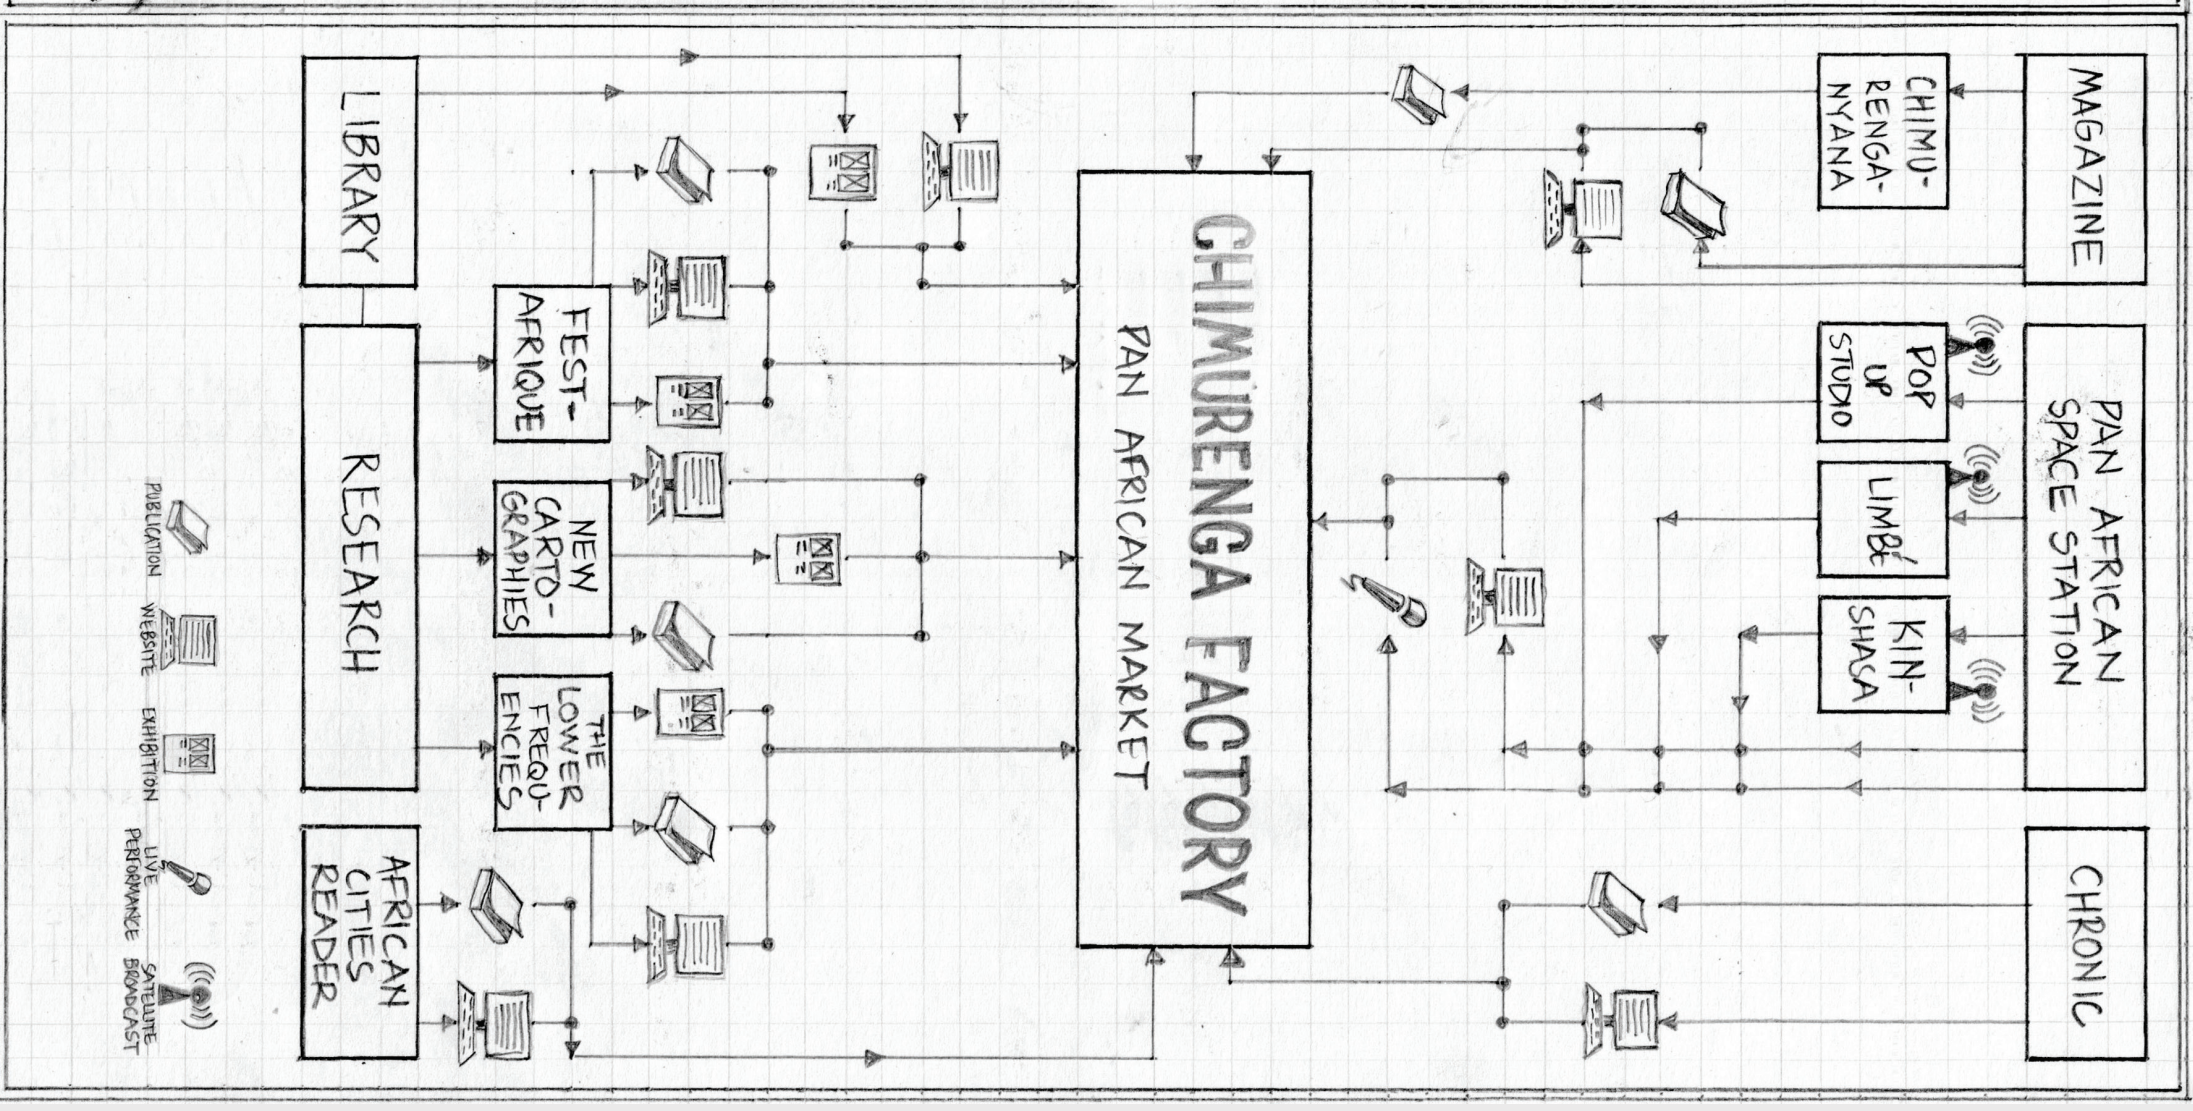 MAGAZINE
PAN AFRICAN
SPACE STATION
CHRONIC
CHIMU-
RENGA-
NYANA
POP
UP
STUDIO
LIMBÉ
KIN-
SHASA
CHIMURENGA FACTORY
PAN AFRICAN MARKET
FEST-
AFRIQUE
NEW
CARTO-
GRAPHIES
THE
LOWER
FREQU-
ENCIES
LIBRARY
RESEARCH
AFRICAN
CITIES
READER
PUBLICATION
WEBSITE
EXHIBITION
LIVE
PERFORMANCE
SATELLITE
BROADCAST